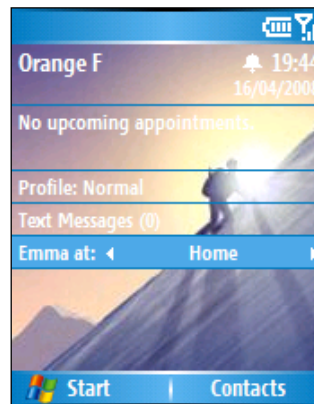 Orange F
19:44
16/04/2008
No upcoming appointments.
Profile: Normal
Text Messages (0)
Emma at: Home
Start Contacts